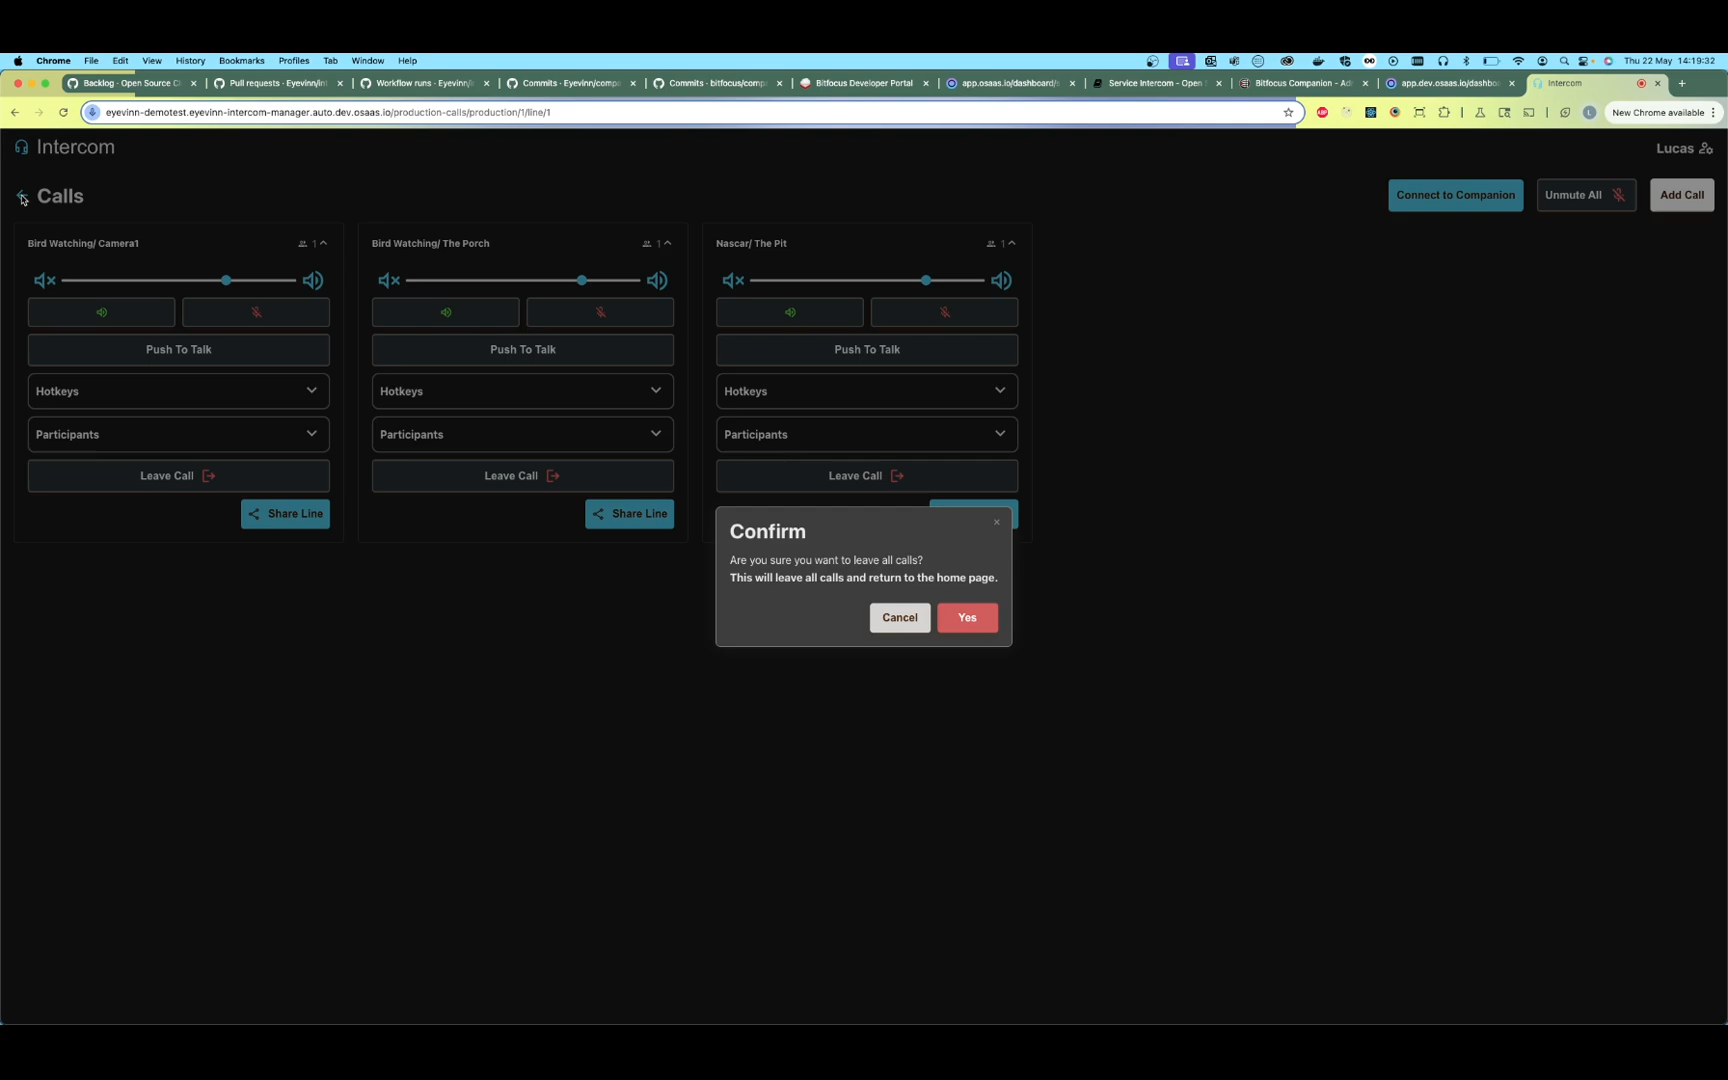 Chrome File Edit View History Bookmarks Profiles Tab Window Help Thu 22 May 14:19:32
Backlog - Open Source C Pull requests - Eyevinn/int Workflow runs - Eyevinn/i Commits - Eyevinn/comp Commits - bitfocus/comp Bitfocus Developer Portal app.osaas.io/dashboard/s Service Intercom - Open Bitfocus Companion - Ad app.dev.osaas.io/dashbo Intercom
eyevinn-demotest.eyevinn-intercom-manager.auto.dev.osaas.io/production-calls/production/1/line/1 New Chrome available
Intercom Lucas
Calls Connect to Companion Unmute All Add Call
Bird Watching/ Camera1 1 Bird Watching/ The Porch 1 Nascar/ The Pit 1
Push To Talk Push To Talk Push To Talk
Hotkeys Hotkeys Hotkeys
Participants Participants Participants
Leave Call Leave Call Leave Call
Share Line Share Line
Confirm
Are you sure you want to leave all calls?
This will leave all calls and return to the home page.
Cancel Yes